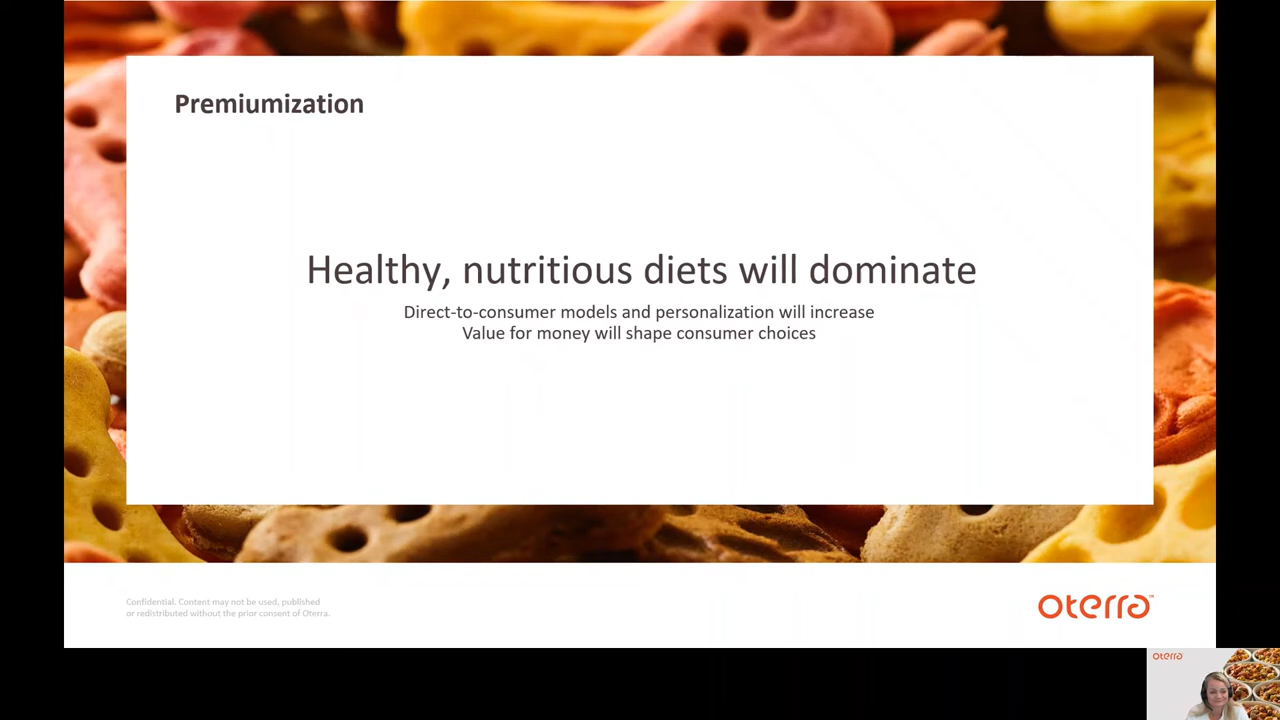 Premiumization
Healthy, nutritious diets will dominate
Direct-to-consumer models and personalization will increase
Value for money will shape consumer choices
Confidential. Content may not be used, published
or redistributed without the prior consent of Oterra.
oterra™
oterra